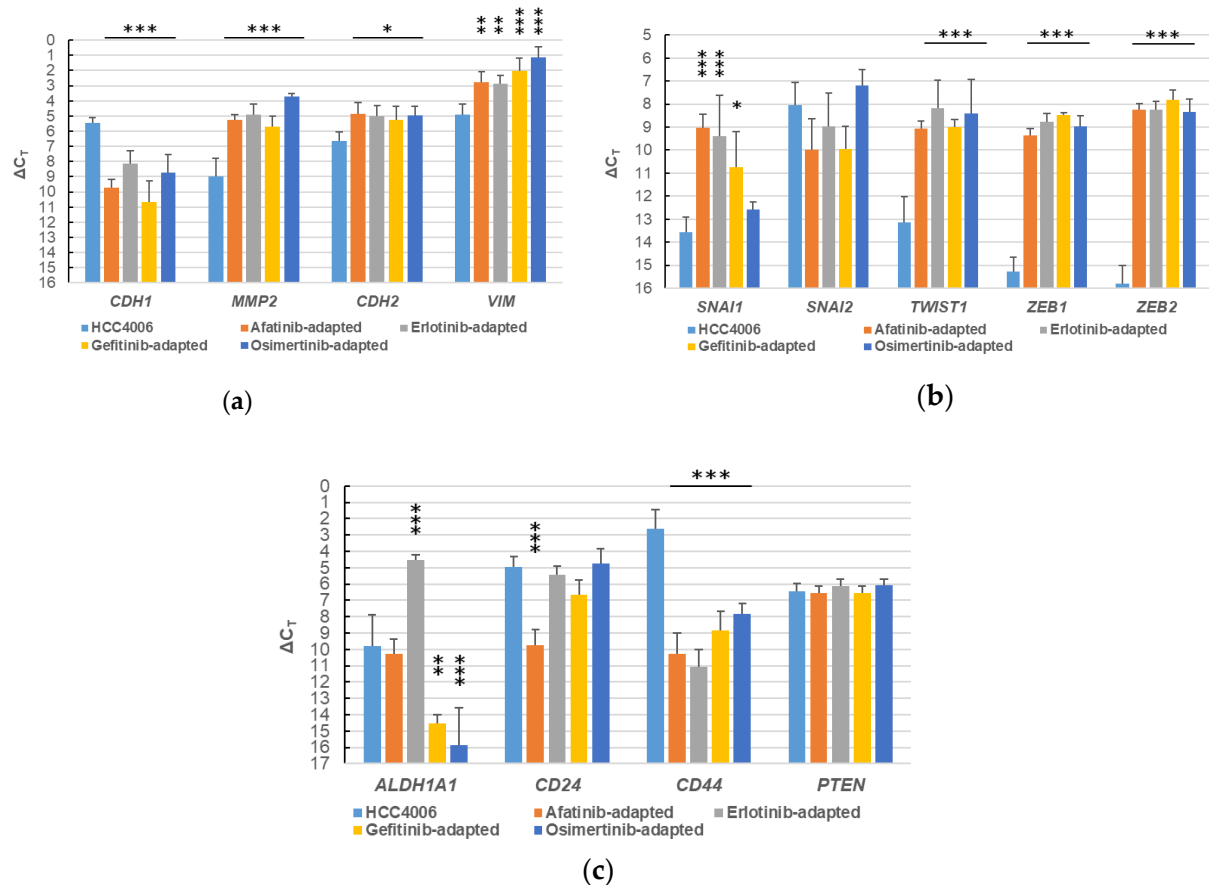 *** *** * ** ** *** ***
0
1
2
3
4
5
6
7
8
9
10
11
12
13
14
15
16
ΔCT
CDH1 MMP2 CDH2 VIM
HCC4006 Afatinib-adapted Erlotinib-adapted
Gefitinib-adapted Osimertinib-adapted
(a)
*** *** * *** *** ***
5
6
7
8
9
10
11
12
13
14
15
16
ΔCT
SNAI1 SNAI2 TWIST1 ZEB1 ZEB2
HCC4006 Afatinib-adapted Erlotinib-adapted
Gefitinib-adapted Osimertinib-adapted
(b)
*** ** *** *** ***
0
1
2
3
4
5
6
7
8
9
10
11
12
13
14
15
16
17
ΔCT
ALDH1A1 CD24 CD44 PTEN
HCC4006 Afatinib-adapted Erlotinib-adapted
Gefitinib-adapted Osimertinib-adapted
(c)